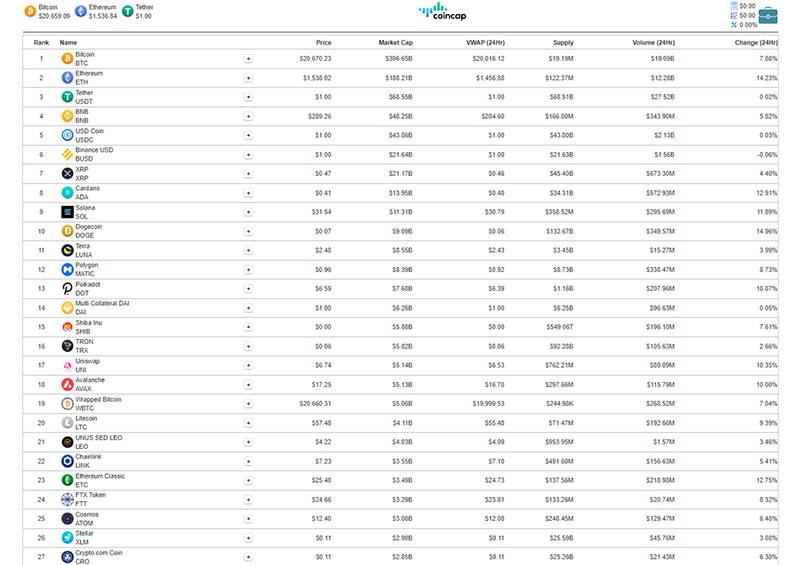 Bitcoin Ethereum Tether
$20,659.09 $1,536.84 $1.00
coincap
$0.00
$0.00
0.00%
Rank Name Price Market Cap VWAP (24Hr) Supply Volume (24Hr) Change (24Hr)
1 Bitcoin BTC $20,670.23 $396.65B $20,016.12 $19.19M $19.09B 7.08%
2 Ethereum ETH $1,538.02 $188.21B $1,456.88 $122.37M $12.28B 14.23%
3 Tether USDT $1.00 $68.55B $1.00 $68.51B $27.52B 0.02%
4 BNB BNB $289.26 $48.25B $284.60 $166.80M $343.90M 5.82%
5 USD Coin USDC $1.00 $43.86B $1.00 $43.80B $2.13B 0.03%
6 Binance USD BUSD $1.00 $21.64B $1.00 $21.63B $1.56B -0.06%
7 XRP XRP $0.47 $21.17B $0.46 $45.40B $673.30M 4.40%
8 Cardano ADA $0.41 $13.95B $0.40 $34.31B $572.93M 12.91%
9 Solana SOL $31.54 $11.31B $30.79 $358.52M $295.69M 11.89%
10 Dogecoin DOGE $0.07 $9.09B $0.06 $132.67B $349.57M 14.96%
11 Terra LUNA $2.48 $8.55B $2.43 $3.45B $15.27M 3.99%
12 Polygon MATIC $0.96 $8.39B $0.92 $8.73B $338.47M 8.73%
13 Polkadot DOT $6.59 $7.68B $6.39 $1.16B $207.96M 10.87%
14 Multi Collateral DAI DAI $1.00 $6.26B $1.00 $6.25B $96.63M 0.05%
15 Shiba Inu SHIB $0.00 $5.88B $0.00 $549.06T $196.10M 7.61%
16 TRON TRX $0.06 $5.82B $0.06 $92.28B $105.63M 2.66%
17 Uniswap UNI $6.74 $5.14B $6.53 $762.21M $89.09M 10.35%
18 Avalanche AVAX $17.25 $5.13B $16.70 $297.66M $115.79M 10.00%
19 Wrapped Bitcoin WBTC $20,660.31 $5.06B $19,999.53 $244.98K $268.52M 7.04%
20 Litecoin LTC $57.48 $4.11B $55.48 $71.47M $192.66M 9.39%
21 UNUS SED LEO LEO $4.22 $4.03B $4.09 $953.95M $1.57M 3.46%
22 Chainlink LINK $7.23 $3.55B $7.10 $491.60M $156.63M 5.41%
23 Ethereum Classic ETC $25.40 $3.49B $24.73 $137.56M $218.98M 12.75%
24 FTX Token FTT $24.66 $3.29B $23.81 $133.26M $20.74M 8.32%
25 Cosmos ATOM $12.40 $3.08B $12.08 $248.45M $129.47M 6.48%
26 Stellar XLM $0.11 $2.90B $0.11 $25.59B $45.76M 3.08%
27 Crypto.com Coin CRO $0.11 $2.85B $0.11 $25.26B $21.43M 6.30%